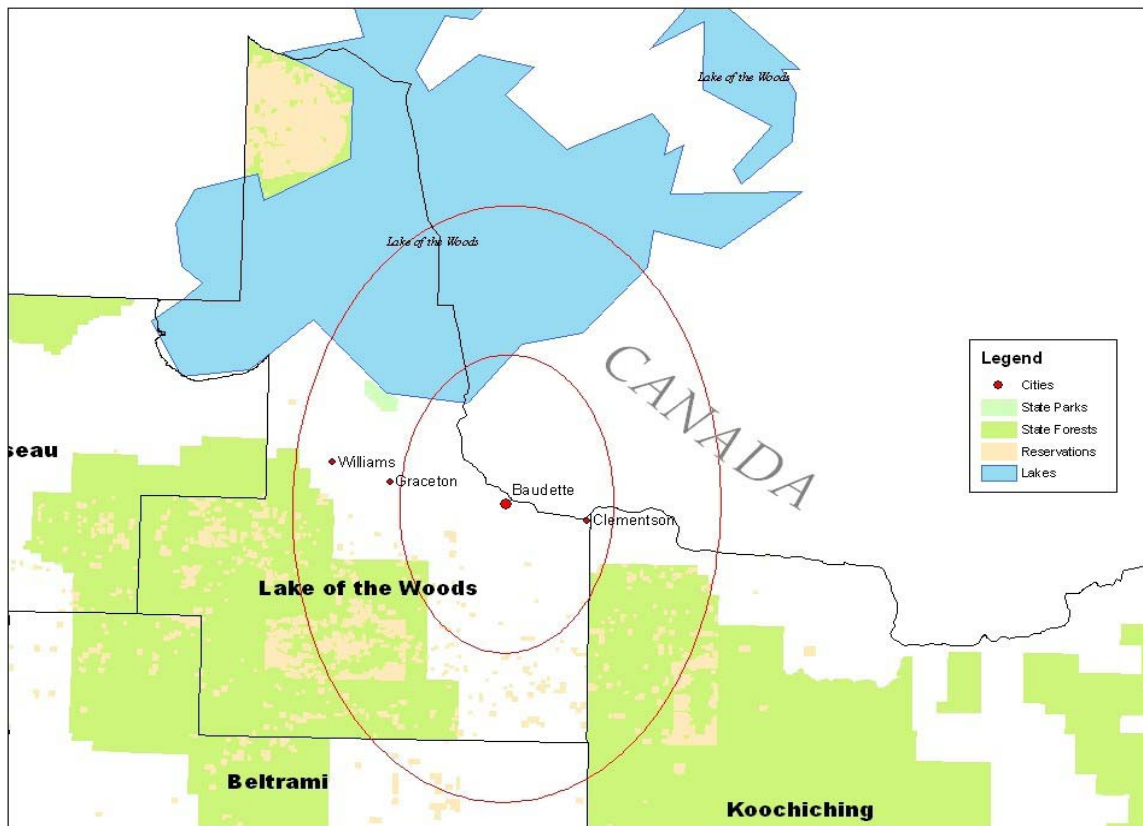 Lake of the Woods
Lake of the Woods
CANADA
Legend
Cities
State Parks
State Forests
Reservations
Lakes
seau
Williams
Graceton
Baudette
Clementson
Lake of the Woods
Beltrami
Koochiching